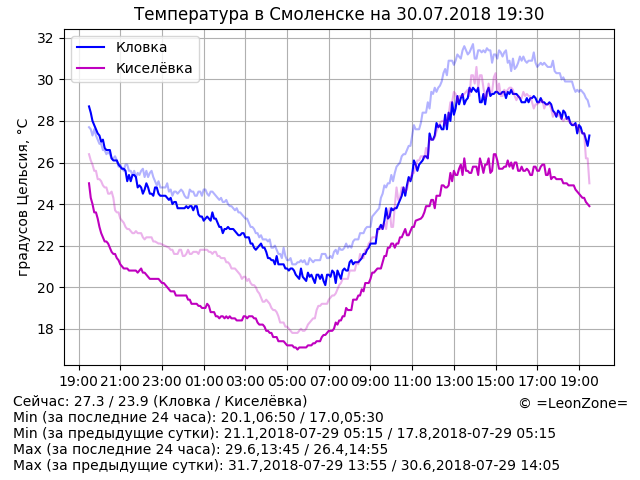 Температура в Смоленске на 30.07.2018 19:30
Кловка
Киселёвка
градусов Цельсия, °C
32
30
28
26
24
22
20
18
19:00 21:00 23:00 01:00 03:00 05:00 07:00 09:00 11:00 13:00 15:00 17:00 19:00
Сейчас: 27.3 / 23.9 (Кловка / Киселёвка)
© =LeonZone=
Min (за последние 24 часа): 20.1,06:50 / 17.0,05:30
Min (за предыдущие сутки): 21.1,2018-07-29 05:15 / 17.8,2018-07-29 05:15
Max (за последние 24 часа): 29.6,13:45 / 26.4,14:55
Max (за предыдущие сутки): 31.7,2018-07-29 13:55 / 30.6,2018-07-29 14:05